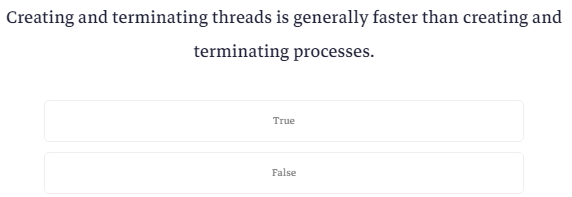 Creating and terminating threads is generally faster than creating and
terminating processes.
True
False